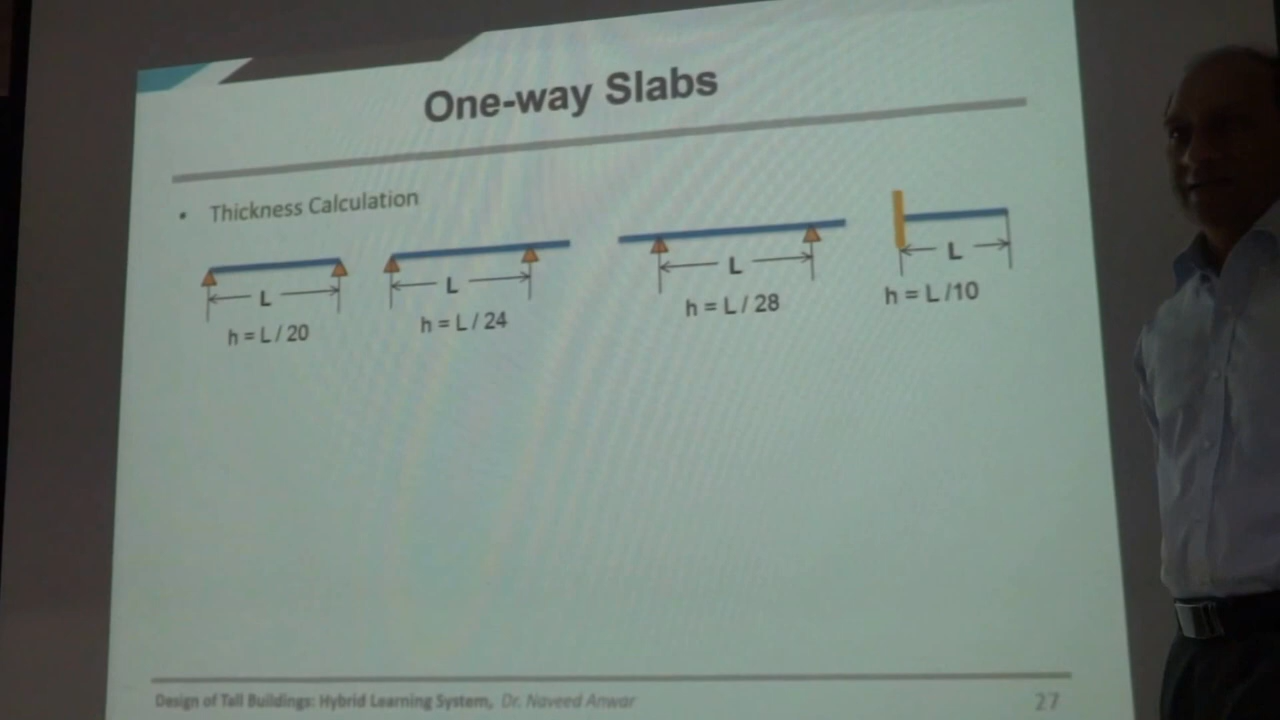 One-way Slabs
• Thickness Calculation
L
L
L
L
h = L / 20
h = L / 24
h = L / 28
h = L /10
Design of Tall Buildings: Hybrid Learning System, Dr. Naveed Anwar
27